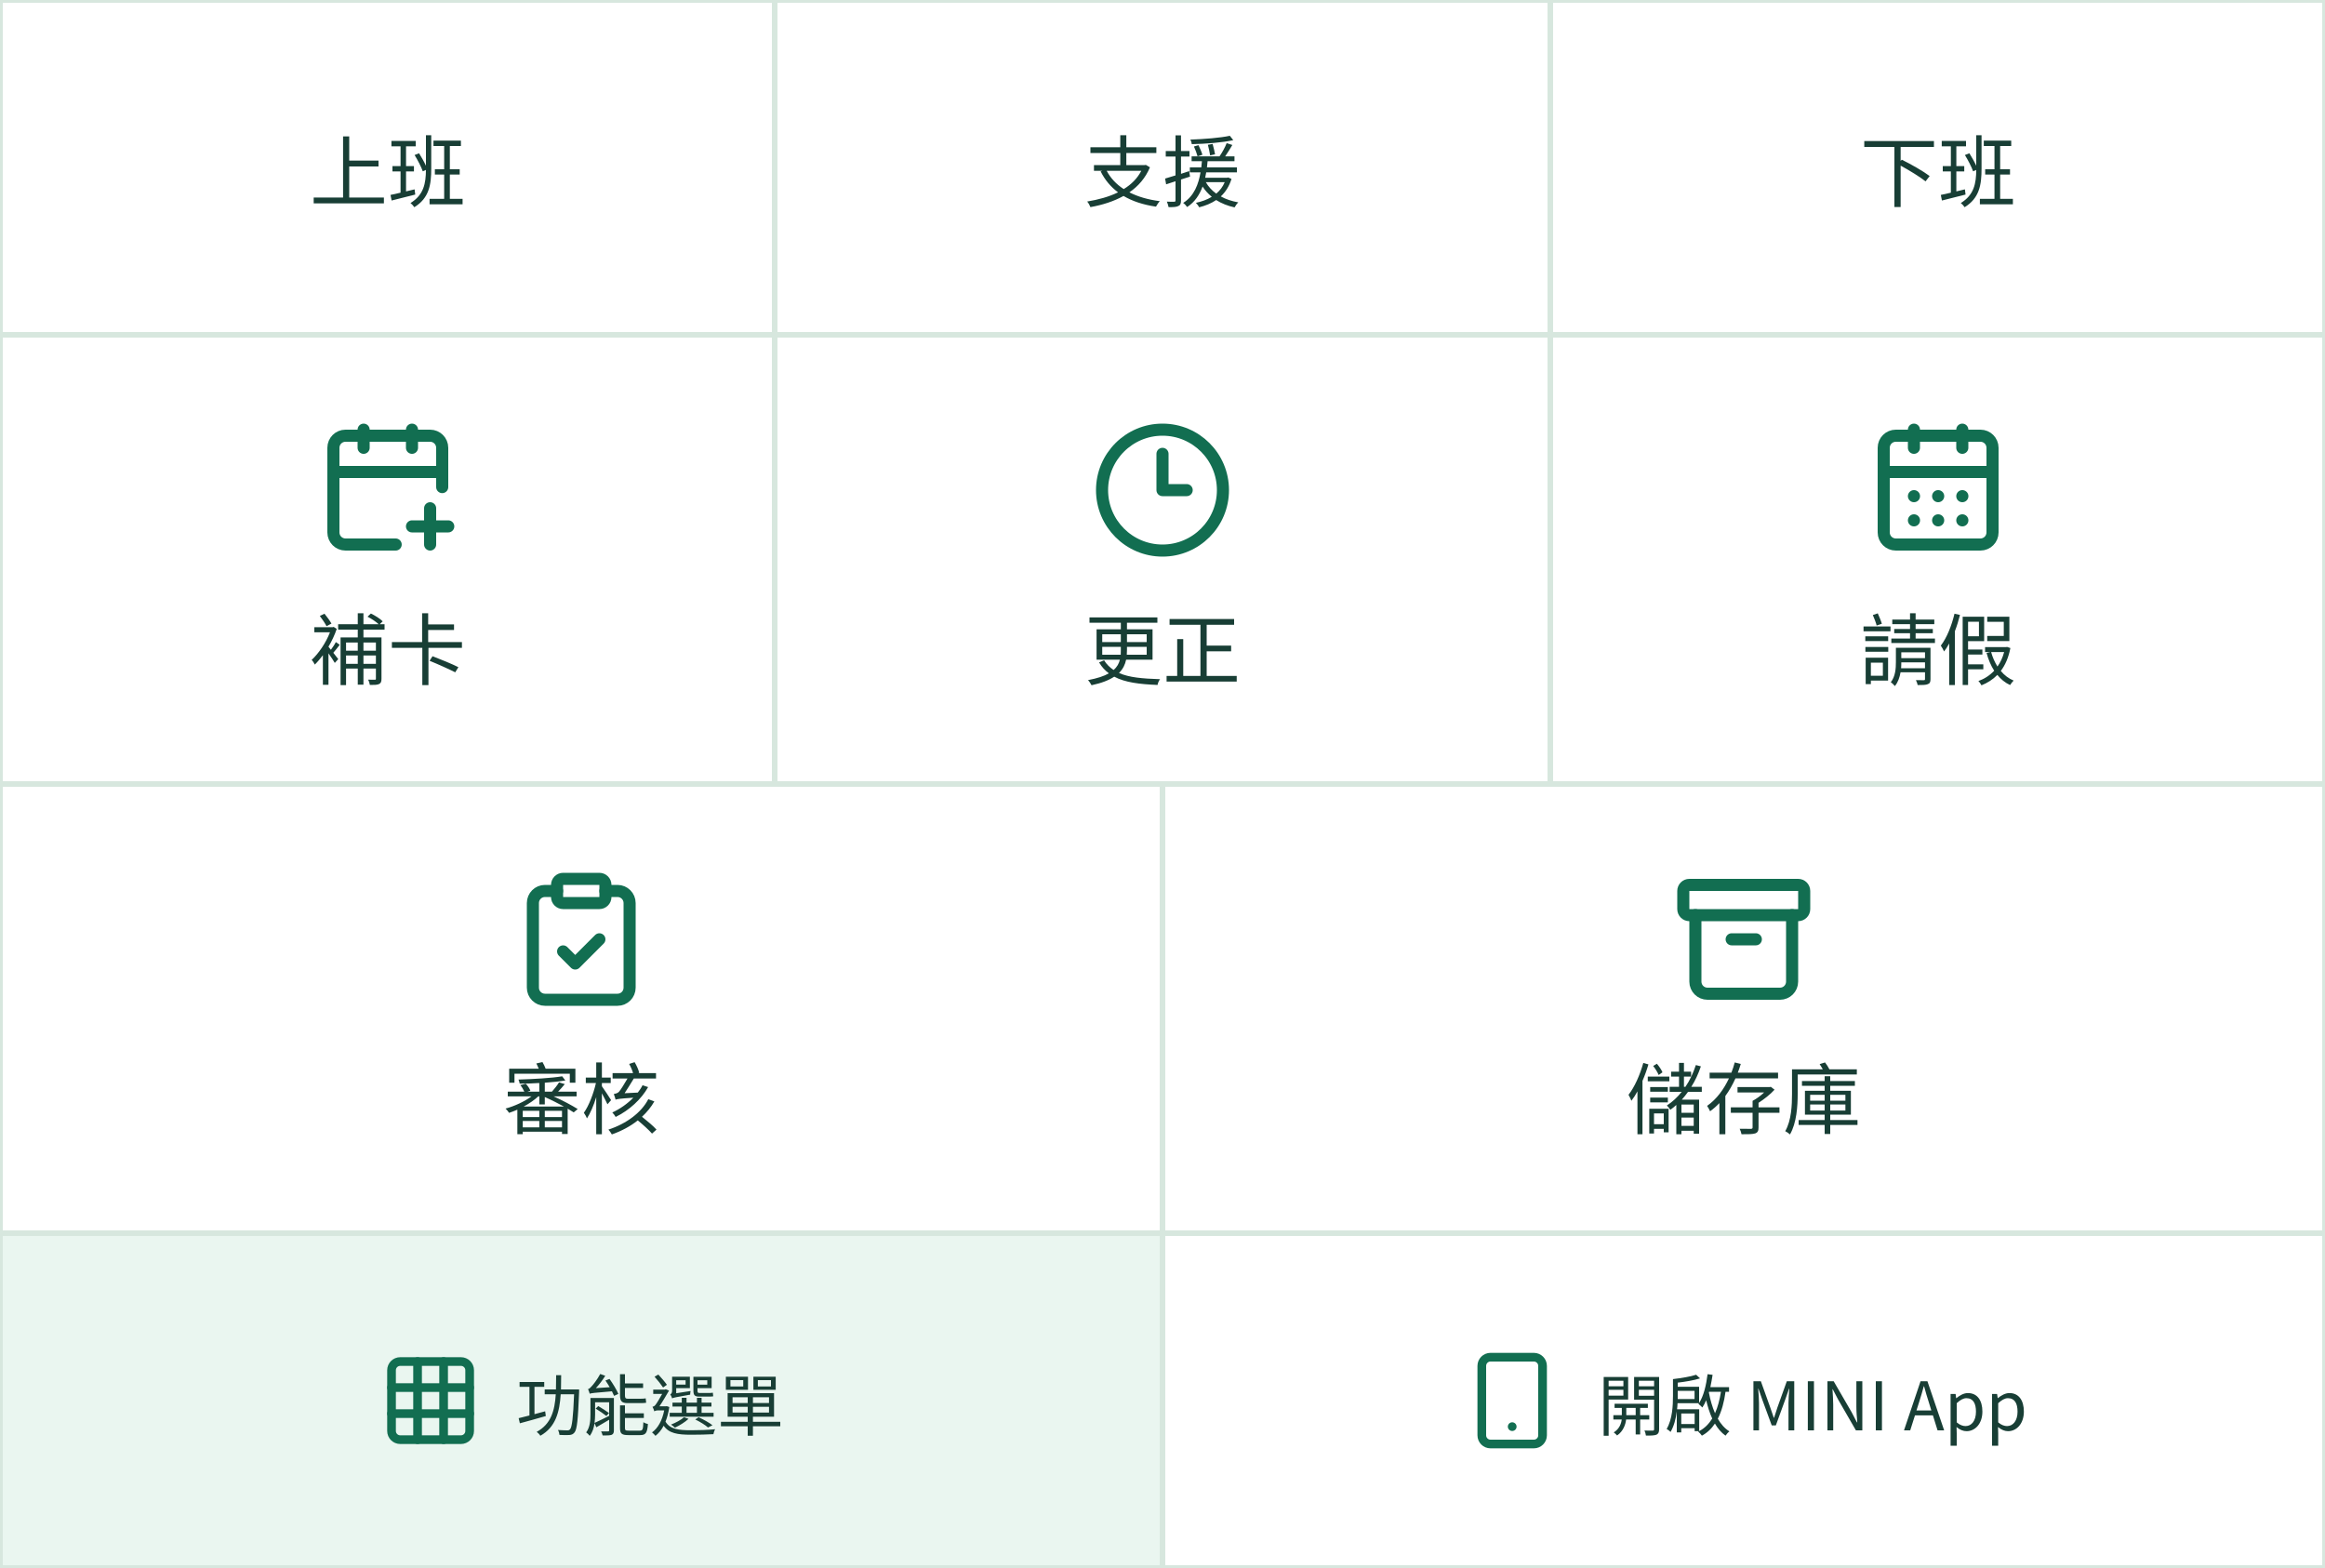 上班
支援
下班
補卡
更正
請假
審核
儲存庫
功能選單
開啟 MINI App